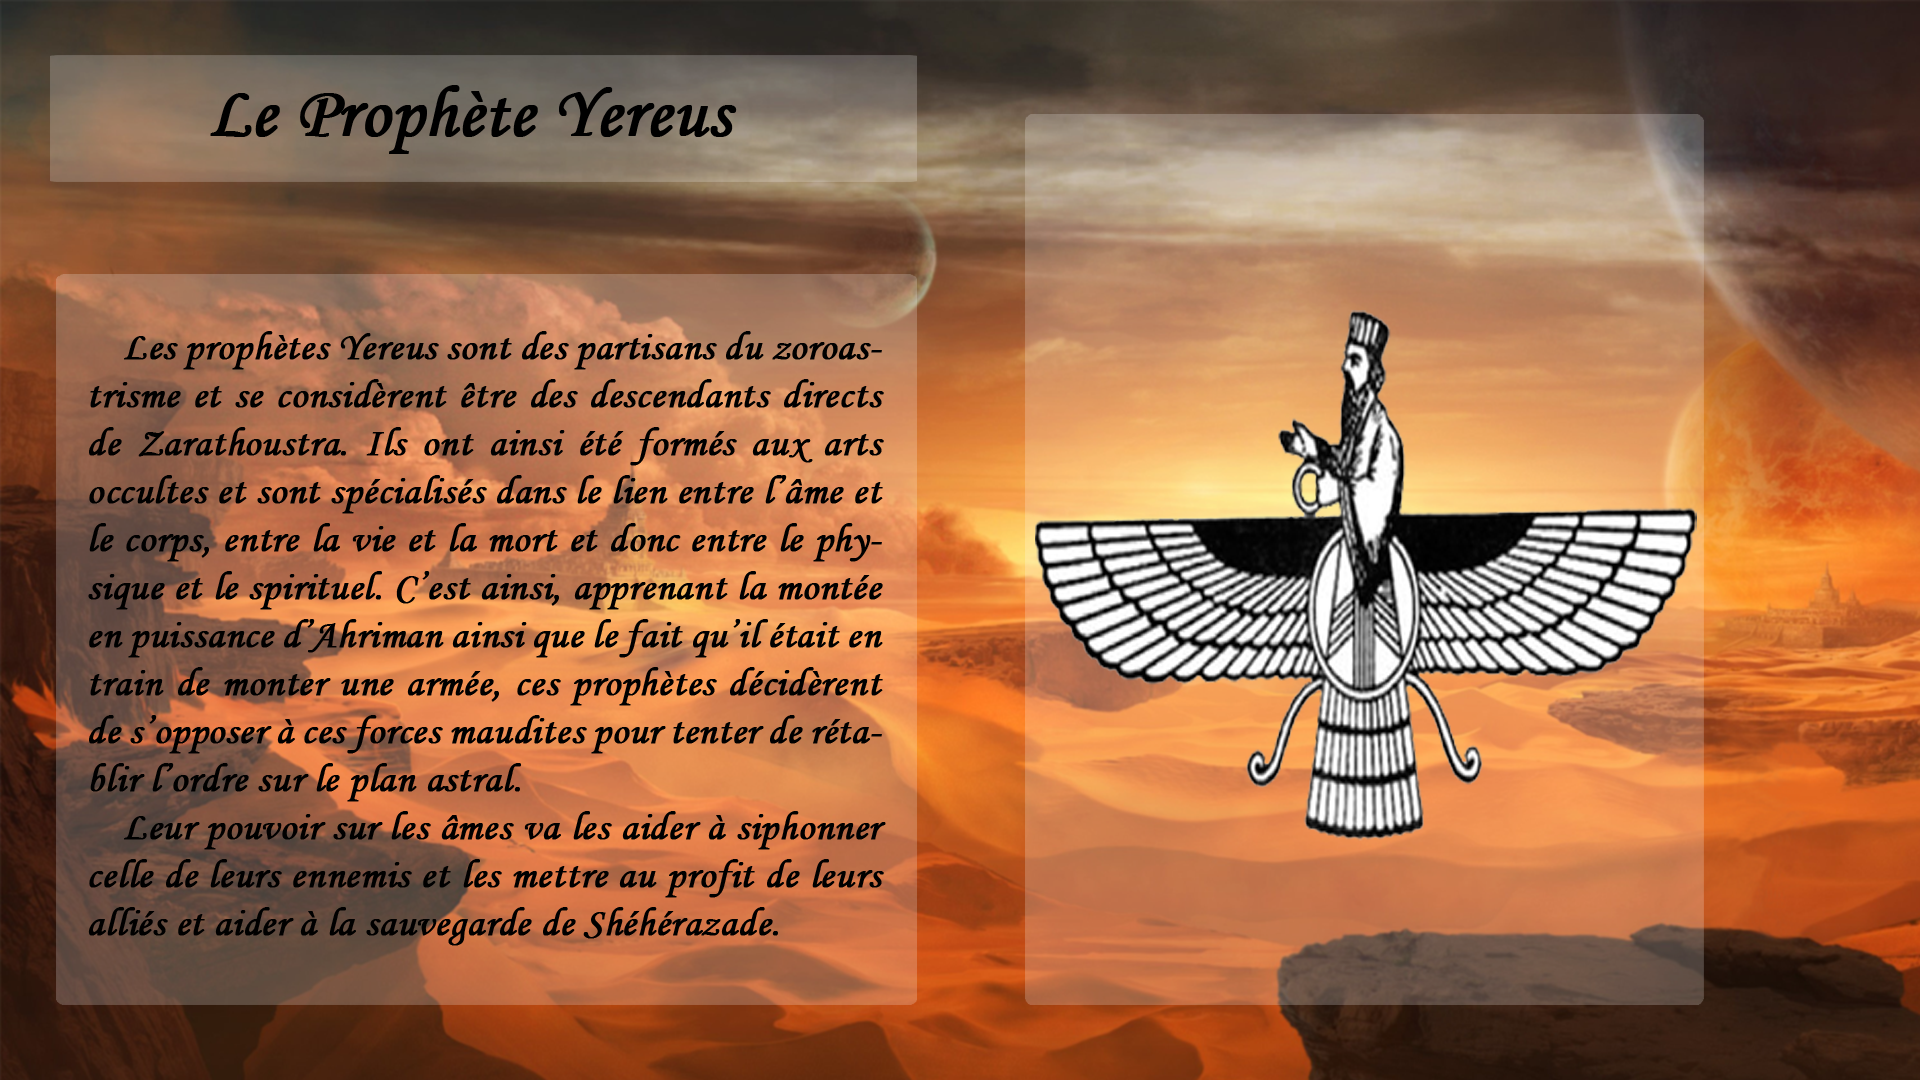 Le Prophète Yereus
Les prophètes Yereus sont des partisans du zoroas-
trisme et se considèrent être des descendants directs
de Zarathoustra. Ils ont ainsi été formés aux arts
occultes et sont spécialisés dans le lien entre l'âme et
le corps, entre la vie et la mort et donc entre le phy-
sique et le spirituel. C'est ainsi, apprenant la montée
en puissance d'Ahriman ainsi que le fait qu'il était en
train de monter une armée, ces prophètes décidèrent
de s'opposer à ces forces maudites pour tenter de réta-
blir l'ordre sur le plan astral.
Leur pouvoir sur les âmes va les aider à siphonner
celle de leurs ennemis et les mettre au profit de leurs
alliés et aider à la sauvegarde de Shéhérazade.